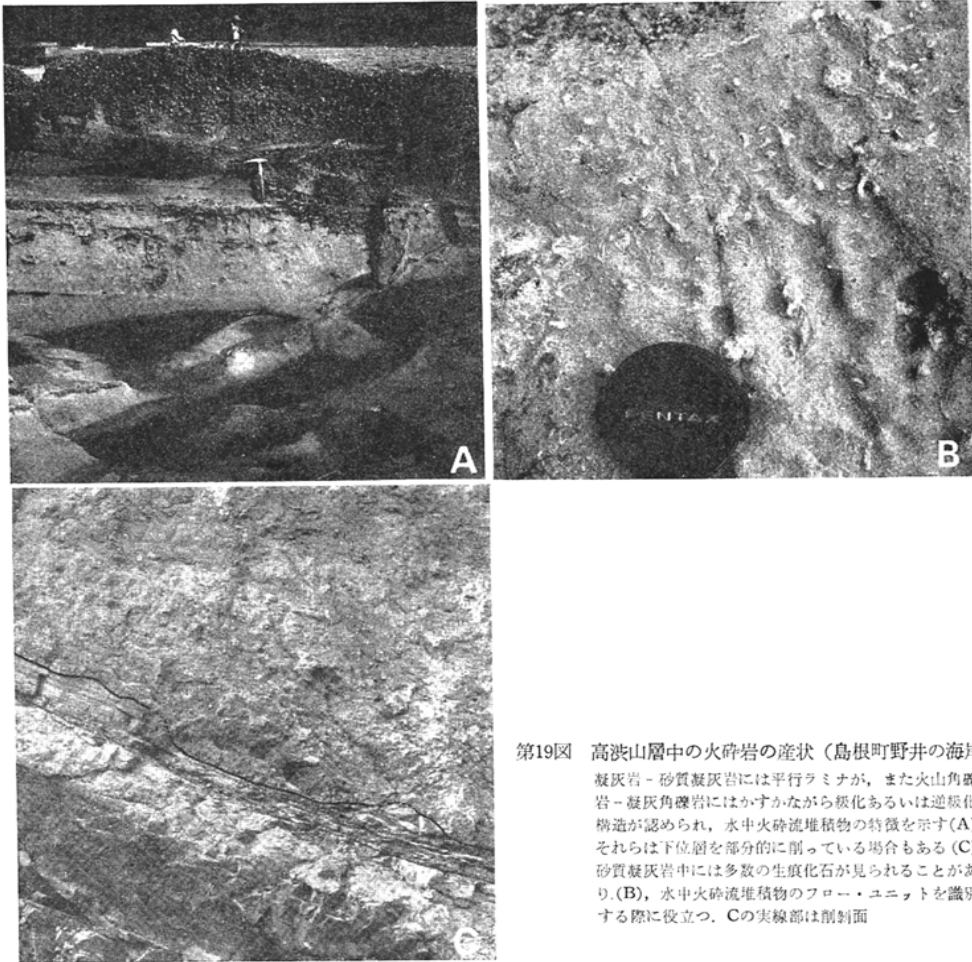 A
PENTAX
B
C
第19図 高渋山層中の火砕岩の産状（島根町野井の海岸
凝灰岩-砂質凝灰岩には平行ラミナが，また火山角礫
岩-凝灰角礫岩にはかすかながら級化あるいは逆級化
構造が認められ，水中火砕流堆積物の特徴を示す(A)
それらは下位層を部分的に削っている場合もある(C)
砂質凝灰岩中には多数の生痕化石が見られることがあ
り.(B)，水中火砕流堆積物のフロー・ユニットを識別
する際に役立つ．Cの実線部は削剝面